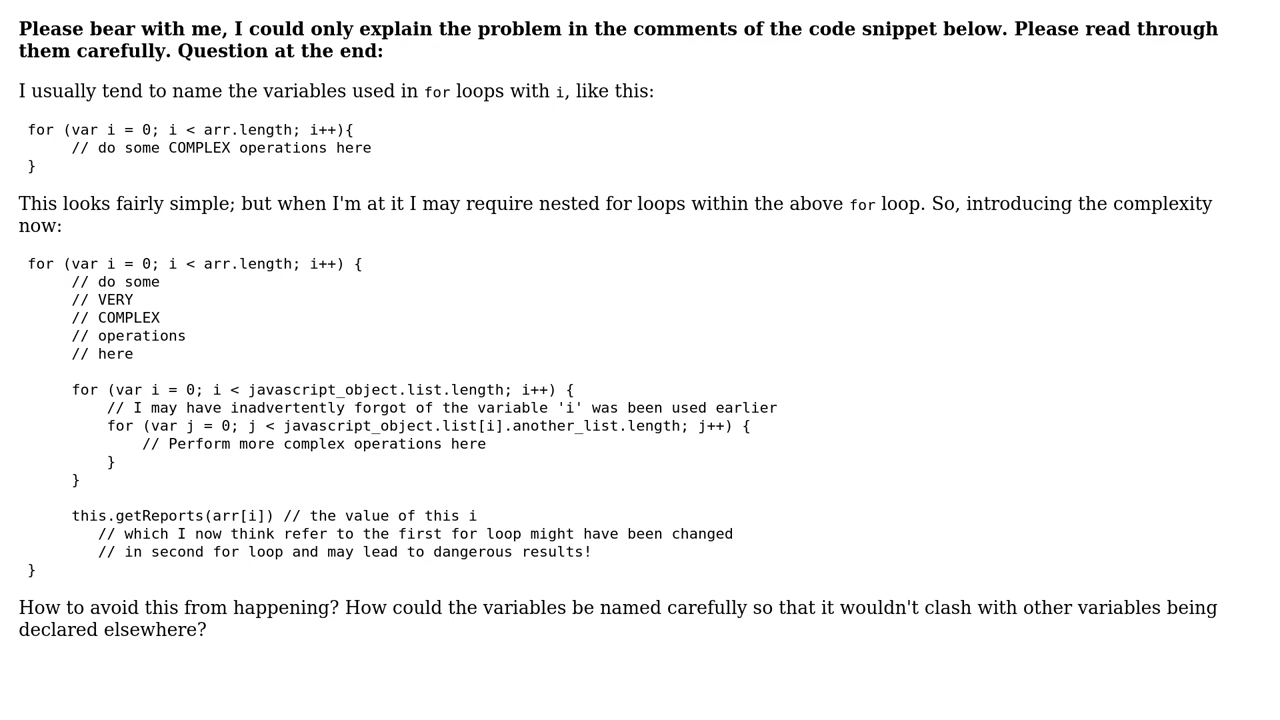 Please bear with me, I could only explain the problem in the comments of the code snippet below. Please read through
them carefully. Question at the end:
I usually tend to name the variables used in for loops with i, like this:
for (var i = 0; i < arr.length; i++){
// do some COMPLEX operations here
}
This looks fairly simple; but when I'm at it I may require nested for loops within the above for loop. So, introducing the complexity
now:
for (var i = 0; i < arr.length; i++) {
// do some
// VERY
// COMPLEX
// operations
// here
for (var i = 0; i < javascript_object.list.length; i++) {
// I may have inadvertently forgot of the variable 'i' was been used earlier
for (var j = 0; j < javascript_object.list[i].another_list.length; j++) {
// Perform more complex operations here
}
}
this.getReports(arr[i]) // the value of this i
// which I now think refer to the first for loop might have been changed
// in second for loop and may lead to dangerous results!
}
How to avoid this from happening? How could the variables be named carefully so that it wouldn't clash with other variables being
declared elsewhere?